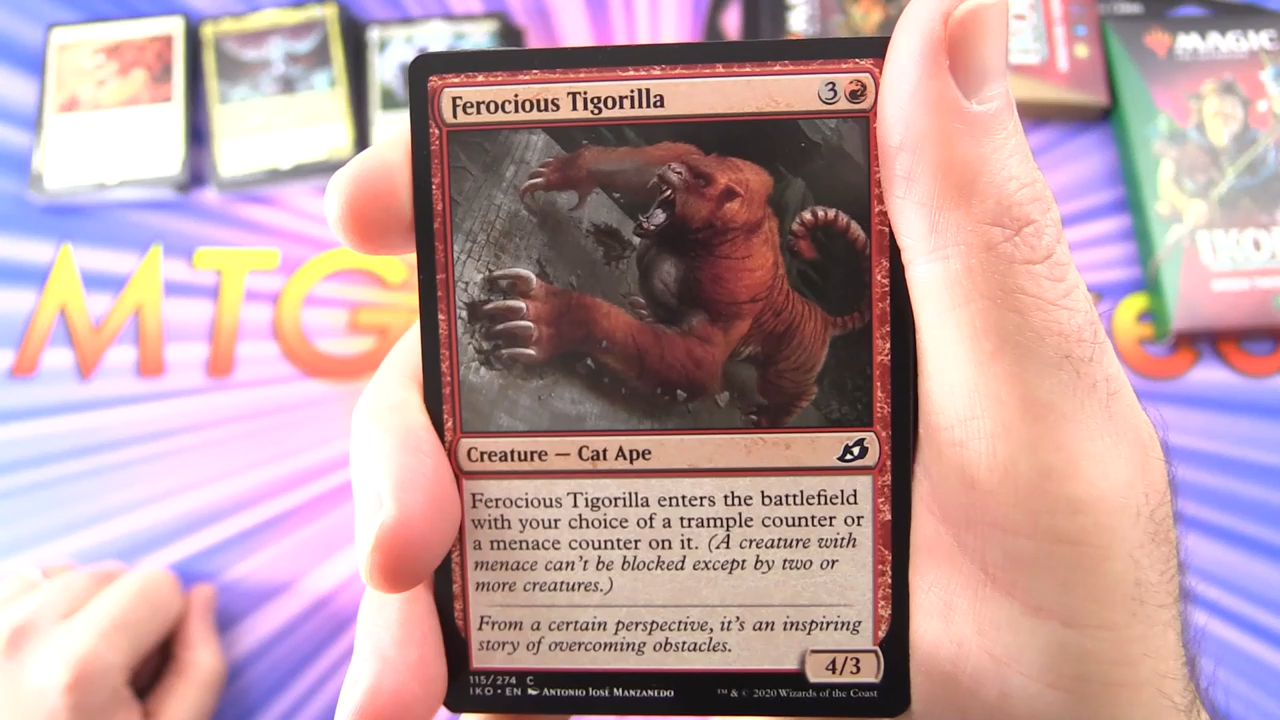 MAGIC
MTG
Ferocious Tigorilla 3
Creature — Cat Ape
Ferocious Tigorilla enters the battlefield
with your choice of a trample counter or
a menace counter on it. (A creature with
menace can't be blocked except by two or
more creatures.)
From a certain perspective, it's an inspiring
story of overcoming obstacles.
4/3
115/274 C
IKO • EN Antonio José Manzanedo ™ & © 2020 Wizards of the Coast